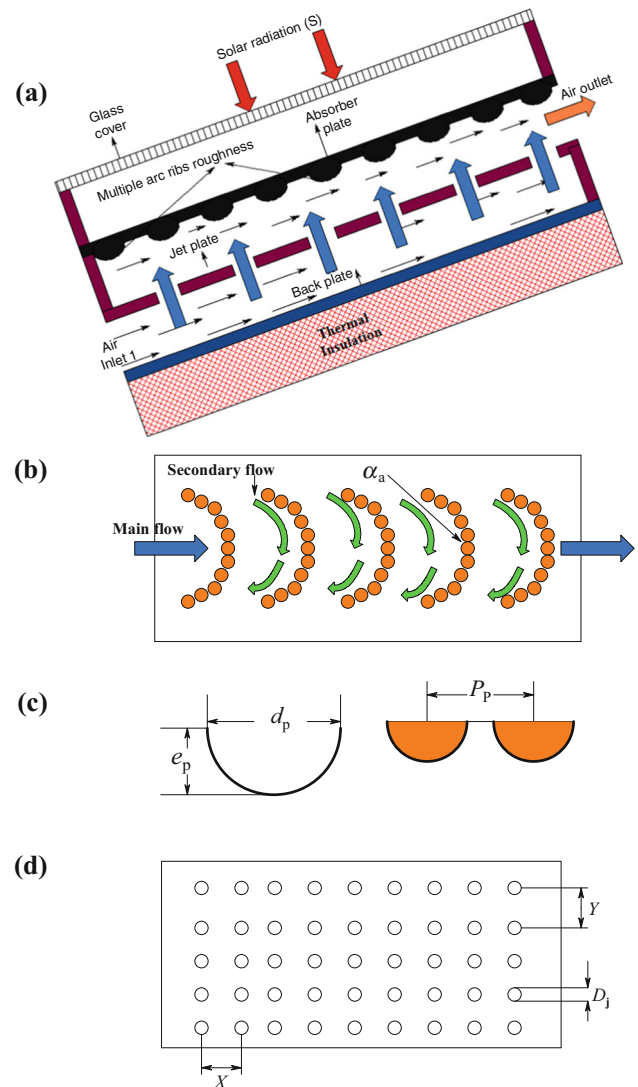 (a)
Solar radiation (S)
Glass
cover
Absorber
plate
Air outlet
Multiple arc ribs roughness
Jet plate
Back plate
Air
Inlet 1
Thermal
Insulation
(b)
Secondary flow
αa
Main flow
(c)
dp
Pp
ep
(d)
Y
Dj
X